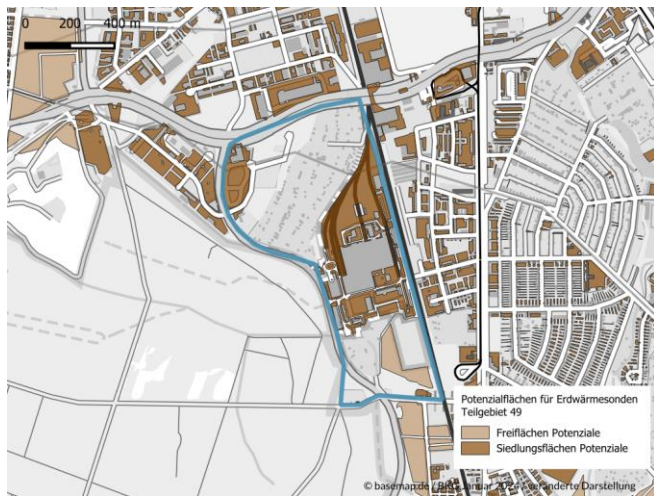 0 200 400 m
Potenzialflächen für Erdwärmesonden
Teilgebiet 49
Freiflächen Potenziale
Siedlungsflächen Potenziale
© basemap.de / BKG Januar 2024 veränderte Darstellung